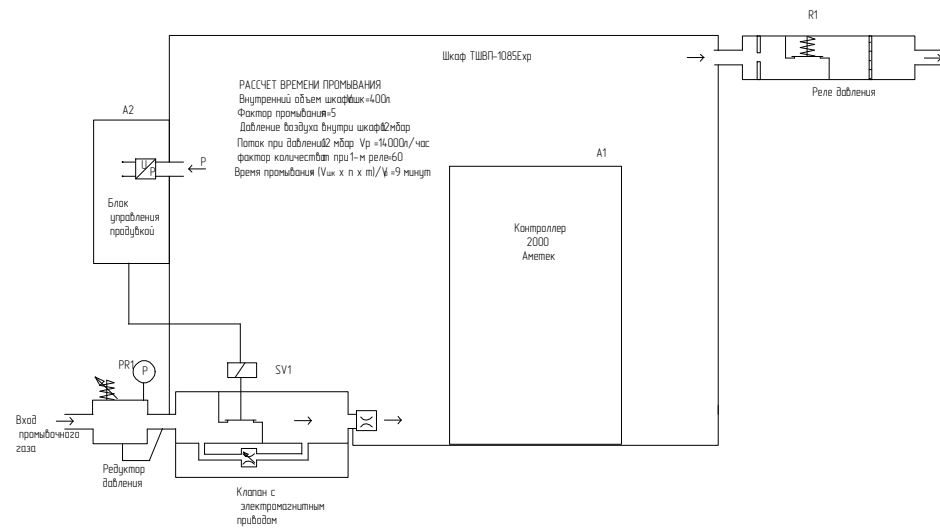 R1
Шкаф ТШВП-1085Exp
Реле давления
РАССЧЕТ ВРЕМЕНИ ПРОМЫВАНИЯ
Внутренний объем шкафа Vшк=400л
Фактор промывания n=5
Давление воздуха внутри шкафа 12мбар
Поток при давлении 12 мбар Vp =14000л/час
фактор количества m при 1-м реле=60
Время промывания (Vшк x n x m)/Vp =9 минут
A2
U
P
P
Блок
управления
продувкой
A1
Контроллер
2000
Аметек
PR1
P
SV1
Вход
промывочного
газа
Редуктор
давления
Клапан с
электромагнитным
приводом